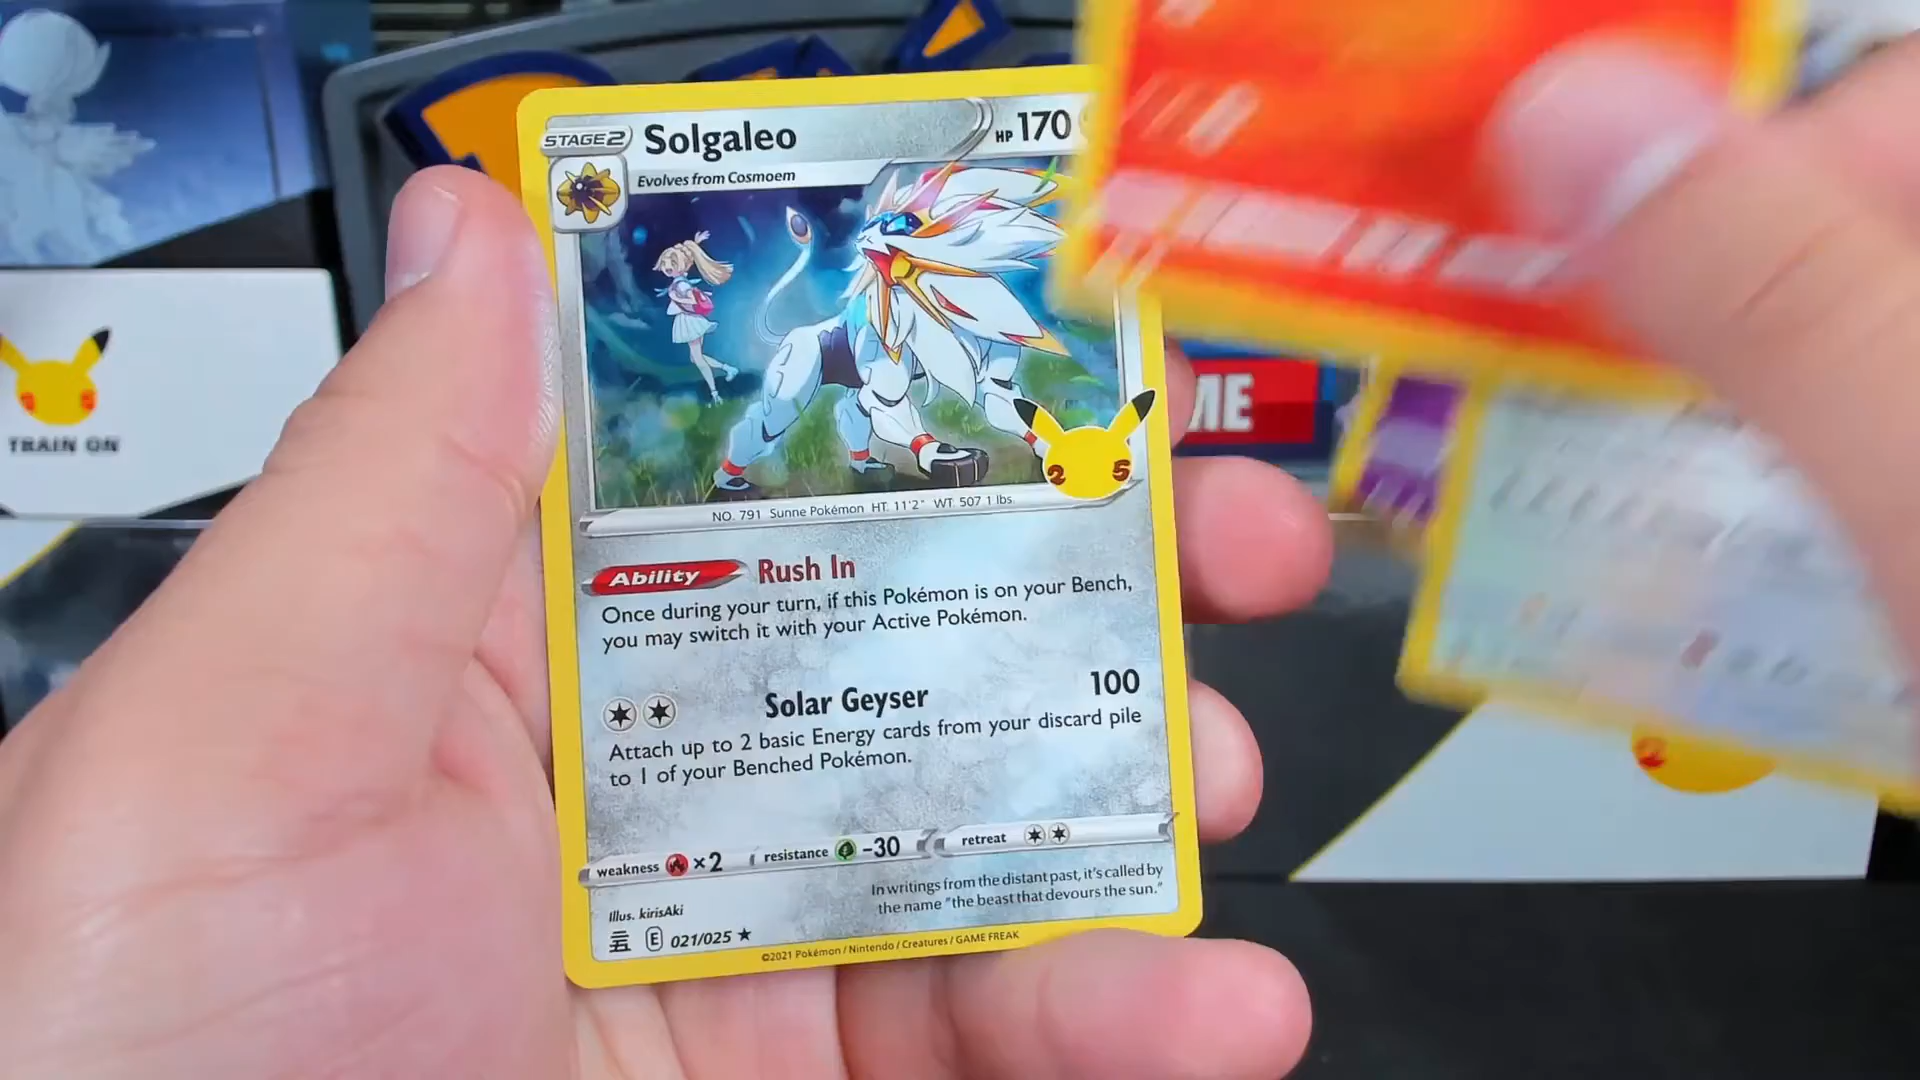 STAGE2
Solgaleo
HP 170
Evolves from Cosmoem
2 5
NO. 791 Sunne Pokémon HT. 11'2" WT. 507.1 lbs.
Ability Rush In
Once during your turn, if this Pokémon is on your Bench,
you may switch it with your Active Pokémon.
Solar Geyser 100
Attach up to 2 basic Energy cards from your discard pile
to 1 of your Benched Pokémon.
weakness ×2 resistance -30 retreat
In writings from the distant past, it's called by
the name "the beast that devours the sun."
Illus. kirisAki
E 021/025
©2021 Pokémon / Nintendo / Creatures / GAME FREAK
TRAIN ON
ME